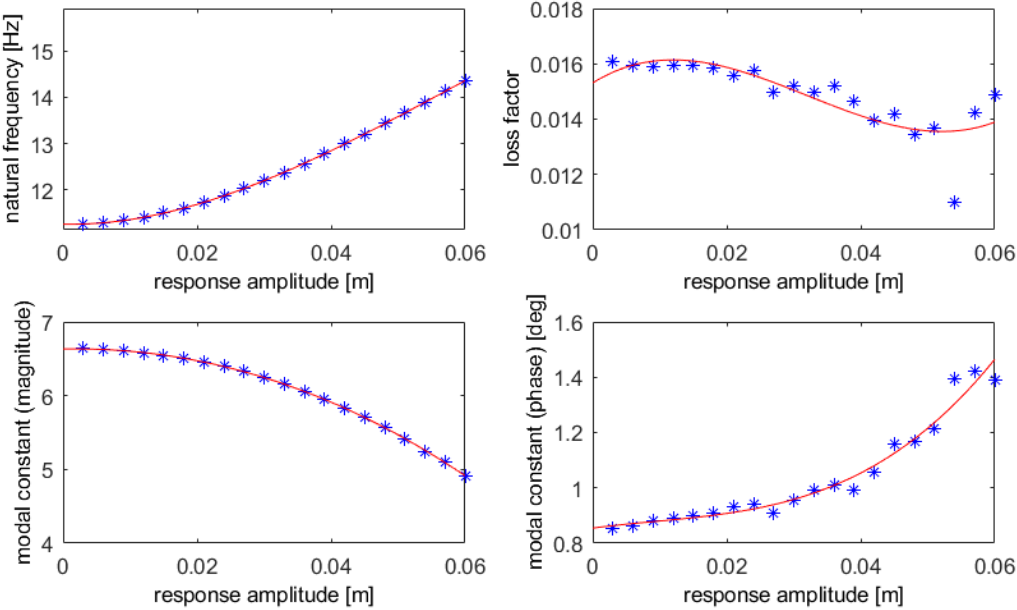 natural frequency [Hz]
15
14
13
12
0 0.02 0.04 0.06
response amplitude [m]
loss factor
0.018
0.016
0.014
0.012
0.01
0 0.02 0.04 0.06
response amplitude [m]
modal constant (magnitude)
7
6
5
4
0 0.02 0.04 0.06
response amplitude [m]
modal constant (phase) [deg]
1.6
1.4
1.2
1
0.8
0 0.02 0.04 0.06
response amplitude [m]